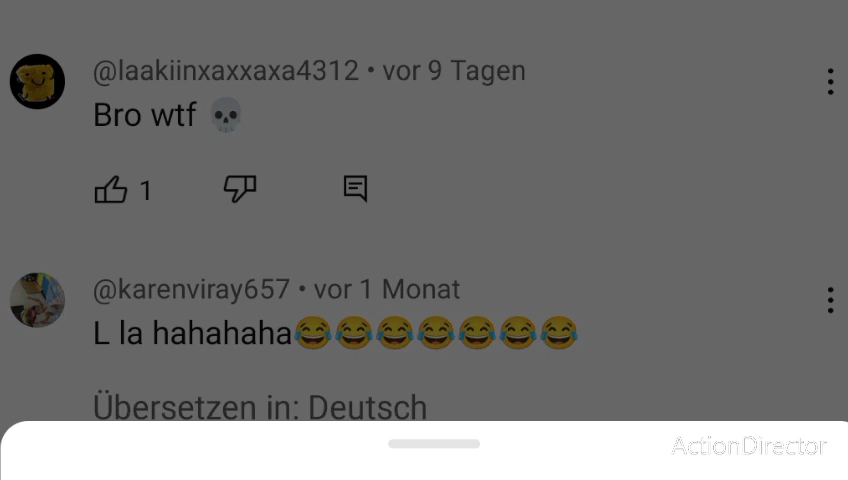 @laakiinxaxxaxa4312 • vor 9 Tagen
Bro wtf 💀
1
@karenviray657 • vor 1 Monat
L la hahahaha😂😂😂😂😂😂😂
Übersetzen in: Deutsch
ActionDirector